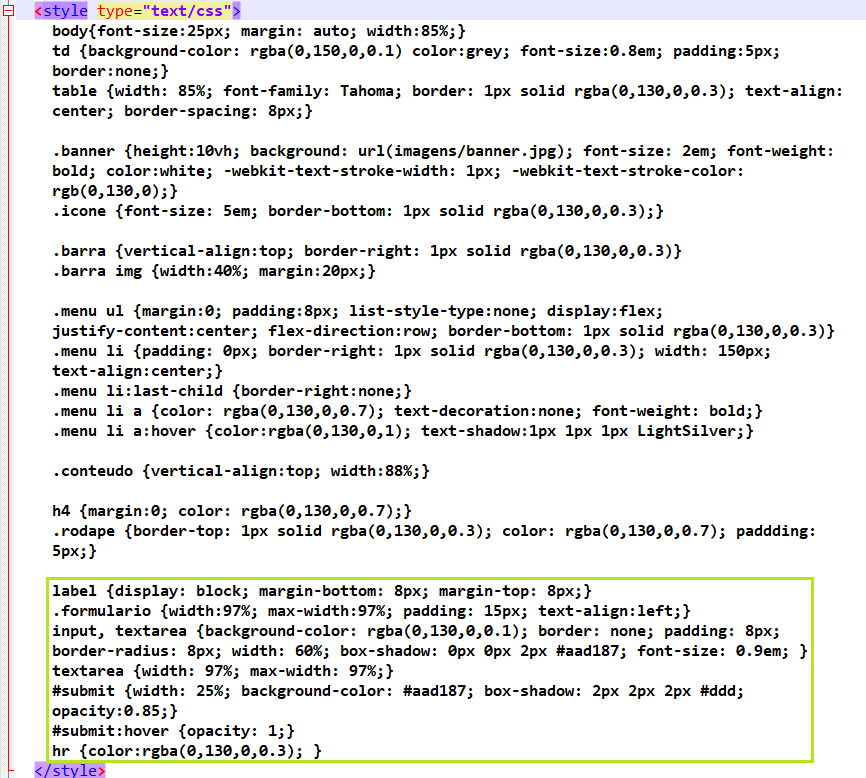 <style type="text/css">
body{font-size:25px; margin: auto; width:85%;}
td {background-color: rgba(0,150,0,0.1) color:grey; font-size:0.8em; padding:5px;
border:none;}
table {width: 85%; font-family: Tahoma; border: 1px solid rgba(0,130,0,0.3); text-align:
center; border-spacing: 8px;}
.banner {height:10vh; background: url(imagens/banner.jpg); font-size: 2em; font-weight:
bold; color:white; -webkit-text-stroke-width: 1px; -webkit-text-stroke-color:
rgb(0,130,0);}
.icone {font-size: 5em; border-bottom: 1px solid rgba(0,130,0,0.3);}
.barra {vertical-align:top; border-right: 1px solid rgba(0,130,0,0.3)}
.barra img {width:40%; margin:20px;}
.menu ul {margin:0; padding:8px; list-style-type:none; display:flex;
justify-content:center; flex-direction:row; border-bottom: 1px solid rgba(0,130,0,0.3)}
.menu li {padding: 0px; border-right: 1px solid rgba(0,130,0,0.3); width: 150px;
text-align:center;}
.menu li:last-child {border-right:none;}
.menu li a {color: rgba(0,130,0,0.7); text-decoration:none; font-weight: bold;}
.menu li a:hover {color:rgba(0,130,0,1); text-shadow:1px 1px 1px LightSilver;}
.conteudo {vertical-align:top; width:88%;}
h4 {margin:0; color: rgba(0,130,0,0.7);}
.rodape {border-top: 1px solid rgba(0,130,0,0.3); color: rgba(0,130,0,0.7); paddding:
5px;}
label {display: block; margin-bottom: 8px; margin-top: 8px;}
.formulario {width:97%; max-width:97%; padding: 15px; text-align:left;}
input, textarea {background-color: rgba(0,130,0,0.1); border: none; padding: 8px;
border-radius: 8px; width: 60%; box-shadow: 0px 0px 2px #aad187; font-size: 0.9em; }
textarea {width: 97%; max-width: 97%;}
#submit {width: 25%; background-color: #aad187; box-shadow: 2px 2px 2px #ddd;
opacity:0.85;}
#submit:hover {opacity: 1;}
hr {color:rgba(0,130,0,0.3); }
</style>